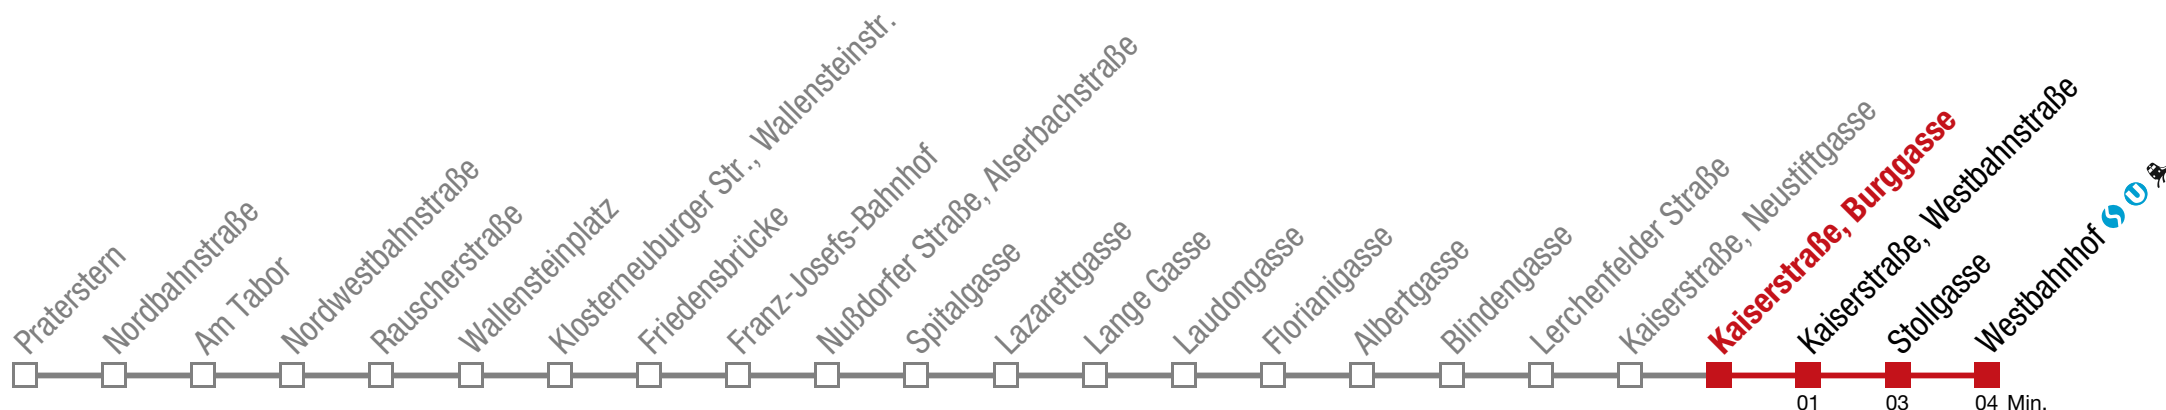 Praterstern
Nordbahnstraße
Am Tabor
Nordwestbahnstraße
Rauscherstraße
Wallensteinplatz
Klosterneuburger Str., Wallensteinstr.
Friedensbrücke
Franz-Josefs-Bahnhof
Nußdorfer Straße, Alserbachstraße
Spitalgasse
Lazarettgasse
Lange Gasse
Laudongasse
Florianigasse
Albertgasse
Blindengasse
Lerchenfelder Straße
Kaiserstraße, Neustiftgasse
Kaiserstraße, Burggasse
Kaiserstraße, Westbahnstraße
Stollgasse
Westbahnhof S U
01 03 04 Min.